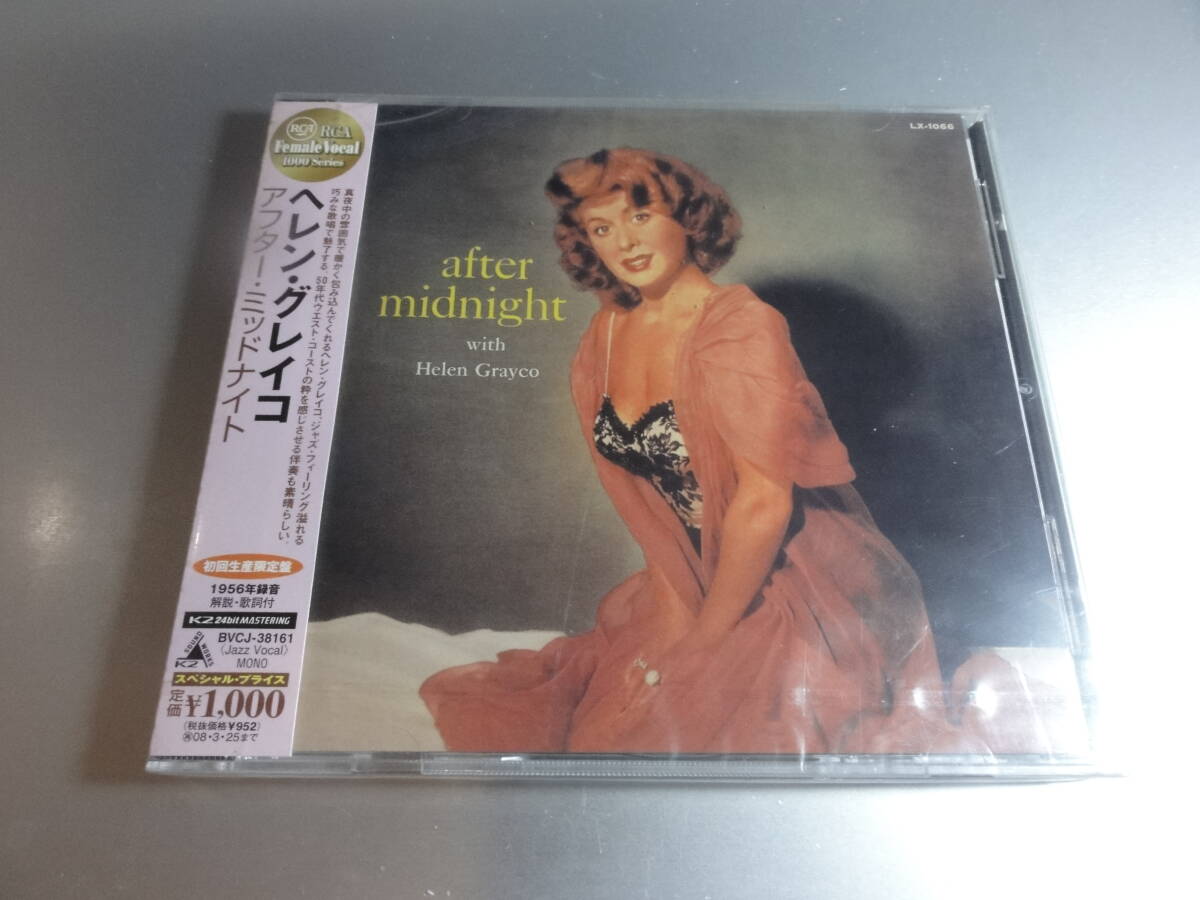 RCA RCA
Female Vocal
1000 Series
ヘレン・グレイコ
アフター・ミッドナイト
真夜中の雰囲気で暖かく包み込んでくれるヘレン・グレイコ。ジャズ・フィーリング溢れる
巧みな歌唱で魅了する。50年代ウエスト・コーストの粋を感じさせる伴奏も素晴らしい。
初回生産限定盤
1956年録音
解説・歌詞付
K2 24bit MASTERING
K2 SOUND WORKS
BVCJ-38161
〈Jazz Vocal〉
MONO
スペシャル・プライス
定価¥1,000
(税抜価格¥952)
08・3・25まで
LX-1066
after
midnight
with
Helen Grayco